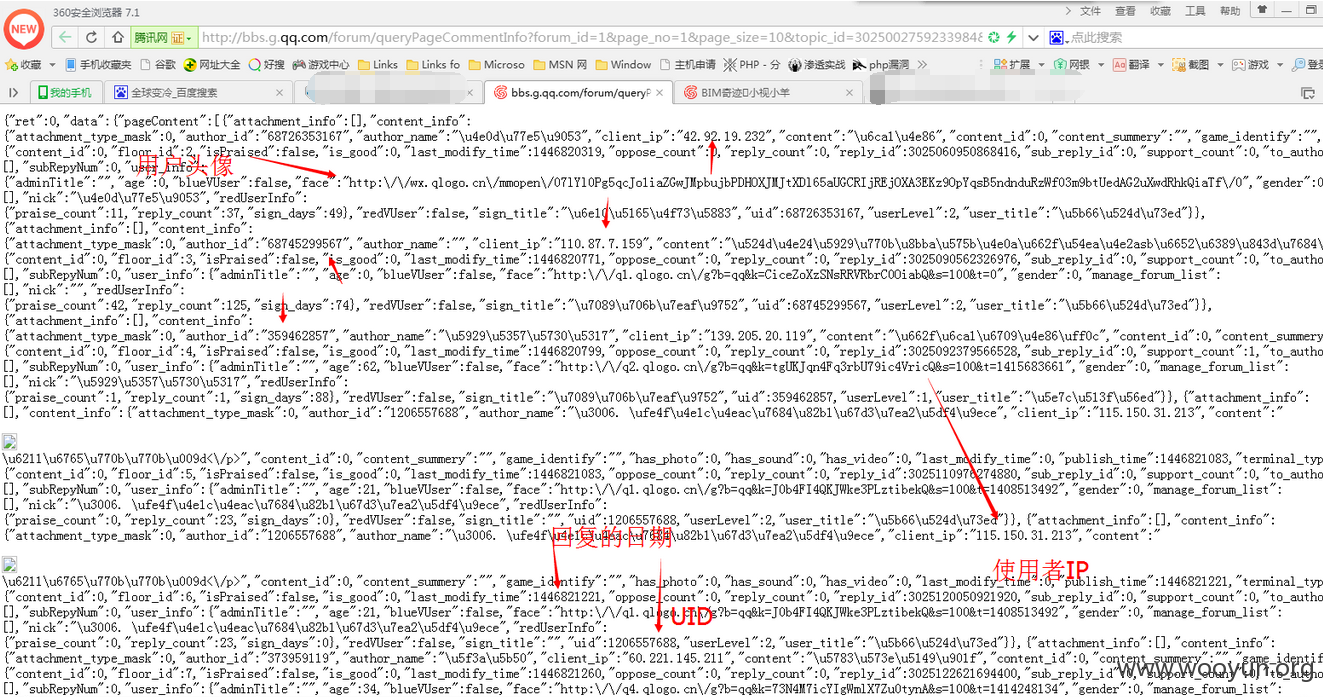 360安全浏览器 7.1
文件 查看 收藏 工具 帮助
NEW
腾讯网 证 http://bbs.g.qq.com/forum/queryPageCommentInfo?forum_id=1&page_no=1&page_size=10&topic_id=302500275923398 点此搜索
收藏 手机收藏夹 谷歌 网址大全 好搜 游戏中心 Links Links fo Microso MSN 网 Window 主机申请 PHP - 分 渗透实战 php漏洞 扩展 网银 翻译 截图 游戏 登录
我的手机 全球变冷_百度搜索 bbs.g.qq.com/forum/queryP BIM奇迹 小视小羊
{"ret":0,"data":{"pageContent":[{"attachment_info":[],"content_info":
{"attachment_type_mask":0,"author_id":"68726353167","author_name":"\u4e0d\u77e5\u9053","client_ip":"42.92.19.232","content":"\u6ca1\u4e86","content_id":0,"content_summery":"","game_identify":"",
{"content_id":0,"floor_id":2,"isPraised":false,"is_good":0,"last_modify_time":1446820319,"oppose_count":0,"reply_count":0,"reply_id":3025060950868416,"sub_reply_id":0,"support_count":0,"to_autho
[],"subRepyNum":0,"user_info":
用户头像
{"adminTitle":"","age":0,"blueVUser":false,"face":"http:\/\/wx.qlogo.cn\/mmopen\/
[],"nick":"\u4e0d\u77e5\u9053","redUserInfo":
{"praise_count":11,"reply_count":37,"sign_days":49},"redVUser":false,"sign_title":"\u6e10\u5165\u4f73\u5883","uid":68726353167,"userLevel":2,"user_title":"\u5b66\u524d\u73ed"}},
{"attachment_info":[],"content_info":
{"attachment_type_mask":0,"author_id":"68745299567","author_name":"","client_ip":"110.87.7.159","content":"\u524d\u4e24\u5929\u770b\u8bba\u575b\u4e0a\u662f\u54ea\u4e2asb\u6652\u6389\u843d\u7684\
{"content_id":0,"floor_id":3,"isPraised":false,"is_good":0,"last_modify_time":1446820771,"oppose_count":0,"reply_count":0,"reply_id":3025090562326976,"sub_reply_id":0,"support_count":0,"to_autho
[],"subRepyNum":0,"user_info":{"adminTitle":"","age":0,"blueVUser":false,"face":"http:\/\/q1.qlogo.cn\/g?b=qq&k=CiceZoXzSNsRRVRbrCOOiabQ&s=100&t=0","gender":0,"manage_forum_list":
[],"nick":"","redUserInfo":
{"praise_count":42,"reply_count":125,"sign_days":74},"redVUser":false,"sign_title":"\u7089\u706b\u7eaf\u9752","uid":68745299567,"userLevel":2,"user_title":"\u5b66\u524d\u73ed"}},
{"attachment_info":[],"content_info":
{"attachment_type_mask":0,"author_id":"359462857","author_name":"\u5929\u5357\u5730\u5317","client_ip":"139.205.20.119","content":"\u662f\u6ca1\u6709\u4e86\uff0c","content_id":0,"content_summery
{"content_id":0,"floor_id":4,"isPraised":false,"is_good":0,"last_modify_time":1446820799,"oppose_count":0,"reply_count":0,"reply_id":3025092379566528,"sub_reply_id":0,"support_count":1,"to_autho
[],"subRepyNum":0,"user_info":{"adminTitle":"","age":62,"blueVUser":false,"face":"http:\/\/q2.qlogo.cn\/g?b=qq&k=tgUKJqn4Fq3rbU79ic4VricQ&s=100&t=1415683661","gender":0,"manage_forum_list":
[],"nick":"\u5929\u5357\u5730\u5317","redUserInfo":
{"praise_count":1,"reply_count":1,"sign_days":88},"redVUser":false,"sign_title":"\u7089\u706b\u7eaf\u9752","uid":359462857,"userLevel":1,"user_title":"\u5e7c\u513f\u56ed"}},{"attachment_info":
[],"content_info":{"attachment_type_mask":0,"author_id":"1206557688","author_name":"\u3006. \ufe4f\u4e1c\u4eac\u7684\u82b1\u67d3\u7ea2\u5df4\u9ece","client_ip":"115.150.31.213","content":"
\u6211\u6765\u770b\u770b\u009d<\/p>","content_id":0,"content_summery":"","game_identify":"","has_photo":0,"has_sound":0,"has_video":0,"last_modify_time":0,"publish_time":1446821083,"terminal_typ
{"content_id":0,"floor_id":5,"isPraised":false,"is_good":0,"last_modify_time":1446821083,"oppose_count":0,"reply_count":0,"reply_id":3025110976274880,"sub_reply_id":0,"support_count":0,"to_autho
[],"subRepyNum":0,"user_info":{"adminTitle":"","age":21,"blueVUser":false,"face":"http:\/\/q1.qlogo.cn\/g?b=qq&k=J0b4FI4QKJWke3PLztibekQ&s=100&t=1408513492","gender":0,"manage_forum_list":
[],"nick":"\u3006. \ufe4f\u4e1c\u4eac\u7684\u82b1\u67d3\u7ea2\u5df4\u9ece","redUserInfo":
{"praise_count":0,"reply_count":23,"sign_days":0},"redVUser":false,"sign_title":"","uid":1206557688,"userLevel":2,"user_title":"\u5b66\u524d\u73ed"}},{"attachment_info":[],"content_info":
{"attachment_type_mask":0,"author_id":"1206557688","author_name":"\u3006. \ufe4f\u4e1c\u4eac\u7684\u82b1\u67d3\u7ea2\u5df4\u9ece","client_ip":"115.150.31.213","content":"
回复的日期
使用者IP
\u6211\u6765\u770b\u770b\u009d<\/p>","content_id":0,"content_summery":"","game_identify":"","has_photo":0,"has_sound":0,"has_video":0,"last_modify_time":0,"publish_time":1446821221,"terminal_typ
{"content_id":0,"floor_id":6,"isPraised":false,"is_good":0,"last_modify_time":1446821221,"oppose_count":0,"reply_count":0,"reply_id":3025120050921920,"sub_reply_id":0,"support_count":0,"to_autho
[],"subRepyNum":0,"user_info":{"adminTitle":"","age":21,"blueVUser":false,"face":"http:\/\/q1.qlogo.cn\/g?b=qq&k=J0b4FI4QKJWke3PLztibekQ&s=100&t=1408513492","gender":0,"manage_forum_list":
UID
[],"nick":"\u3006. \ufe4f\u4e1c\u4eac\u7684\u82b1\u67d3\u7ea2\u5df4\u9ece","redUserInfo":
{"praise_count":0,"reply_count":23,"sign_days":0},"redVUser":false,"sign_title":"","uid":1206557688,"userLevel":2,"user_title":"\u5b66\u524d\u73ed"}},{"attachment_info":[],"content_info":
{"attachment_type_mask":0,"author_id":"373959119","author_name":"\u5f3a\u5b50","client_ip":"60.221.145.211","content":"\u5783\u573e\u5149\u901f","content_id":0,"content_summery":"","game_identif
{"content_id":0,"floor_id":7,"isPraised":false,"is_good":0,"last_modify_time":1446821260,"oppose_count":0,"reply_count":0,"reply_id":3025122621694400,"sub_reply_id":0,"support_count":0,"to_autho
[],"subRepyNum":0,"user_info":{"adminTitle":"","age":34,"blueVUser":false,"face":"http:\/\/q4.qlogo.cn\/g?b=qq&k=73N4M7icYIgWmlX7Zu0tynA&s=100&t=1414248134","gender":0,"manage_forum_list":
www.wooyun.org